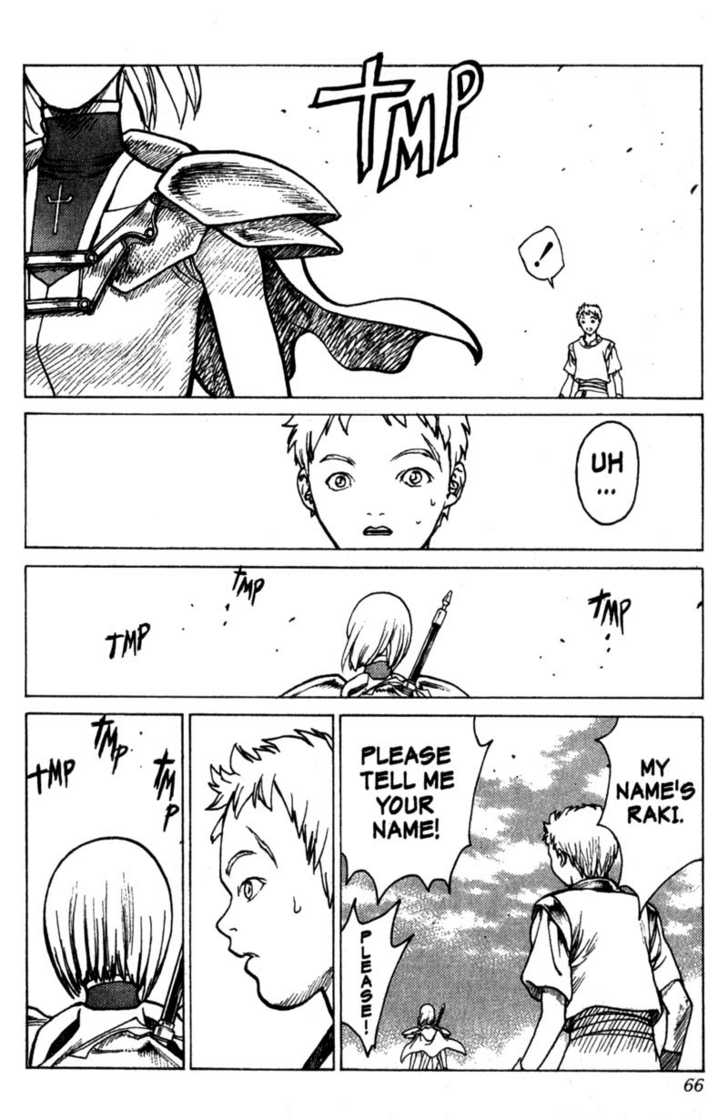 TMP
!
UH
...
TMP
TMP
TMP
TMP
TMP
TMP
MY
NAME'S
RAKI.
PLEASE
TELL ME
YOUR
NAME!
PLEASE!
66